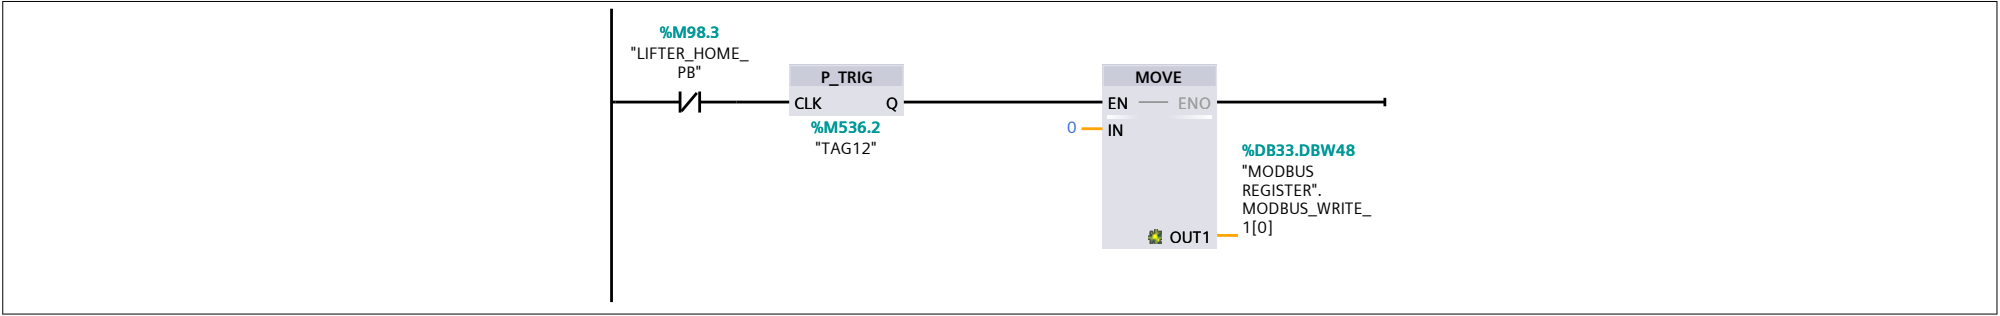 %M98.3
"LIFTER_HOME_
PB"
P_TRIG
CLK Q
%M536.2
"TAG12"
MOVE
EN ENO
0 IN
%DB33.DBW48
"MODBUS
REGISTER".
MODBUS_WRITE_
1[0]
OUT1